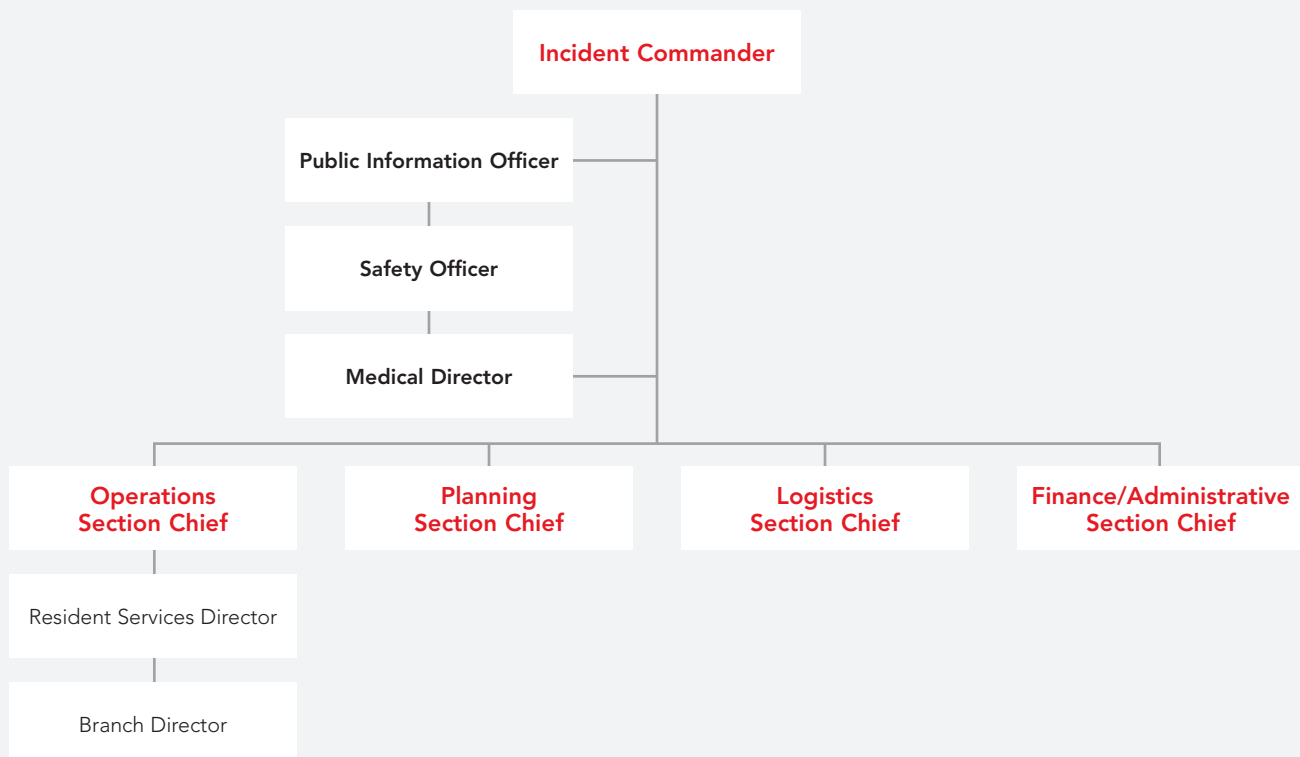 Incident Commander
Public Information Officer
Safety Officer
Medical Director
Operations
Section Chief
Planning
Section Chief
Logistics
Section Chief
Finance/Administrative
Section Chief
Resident Services Director
Branch Director